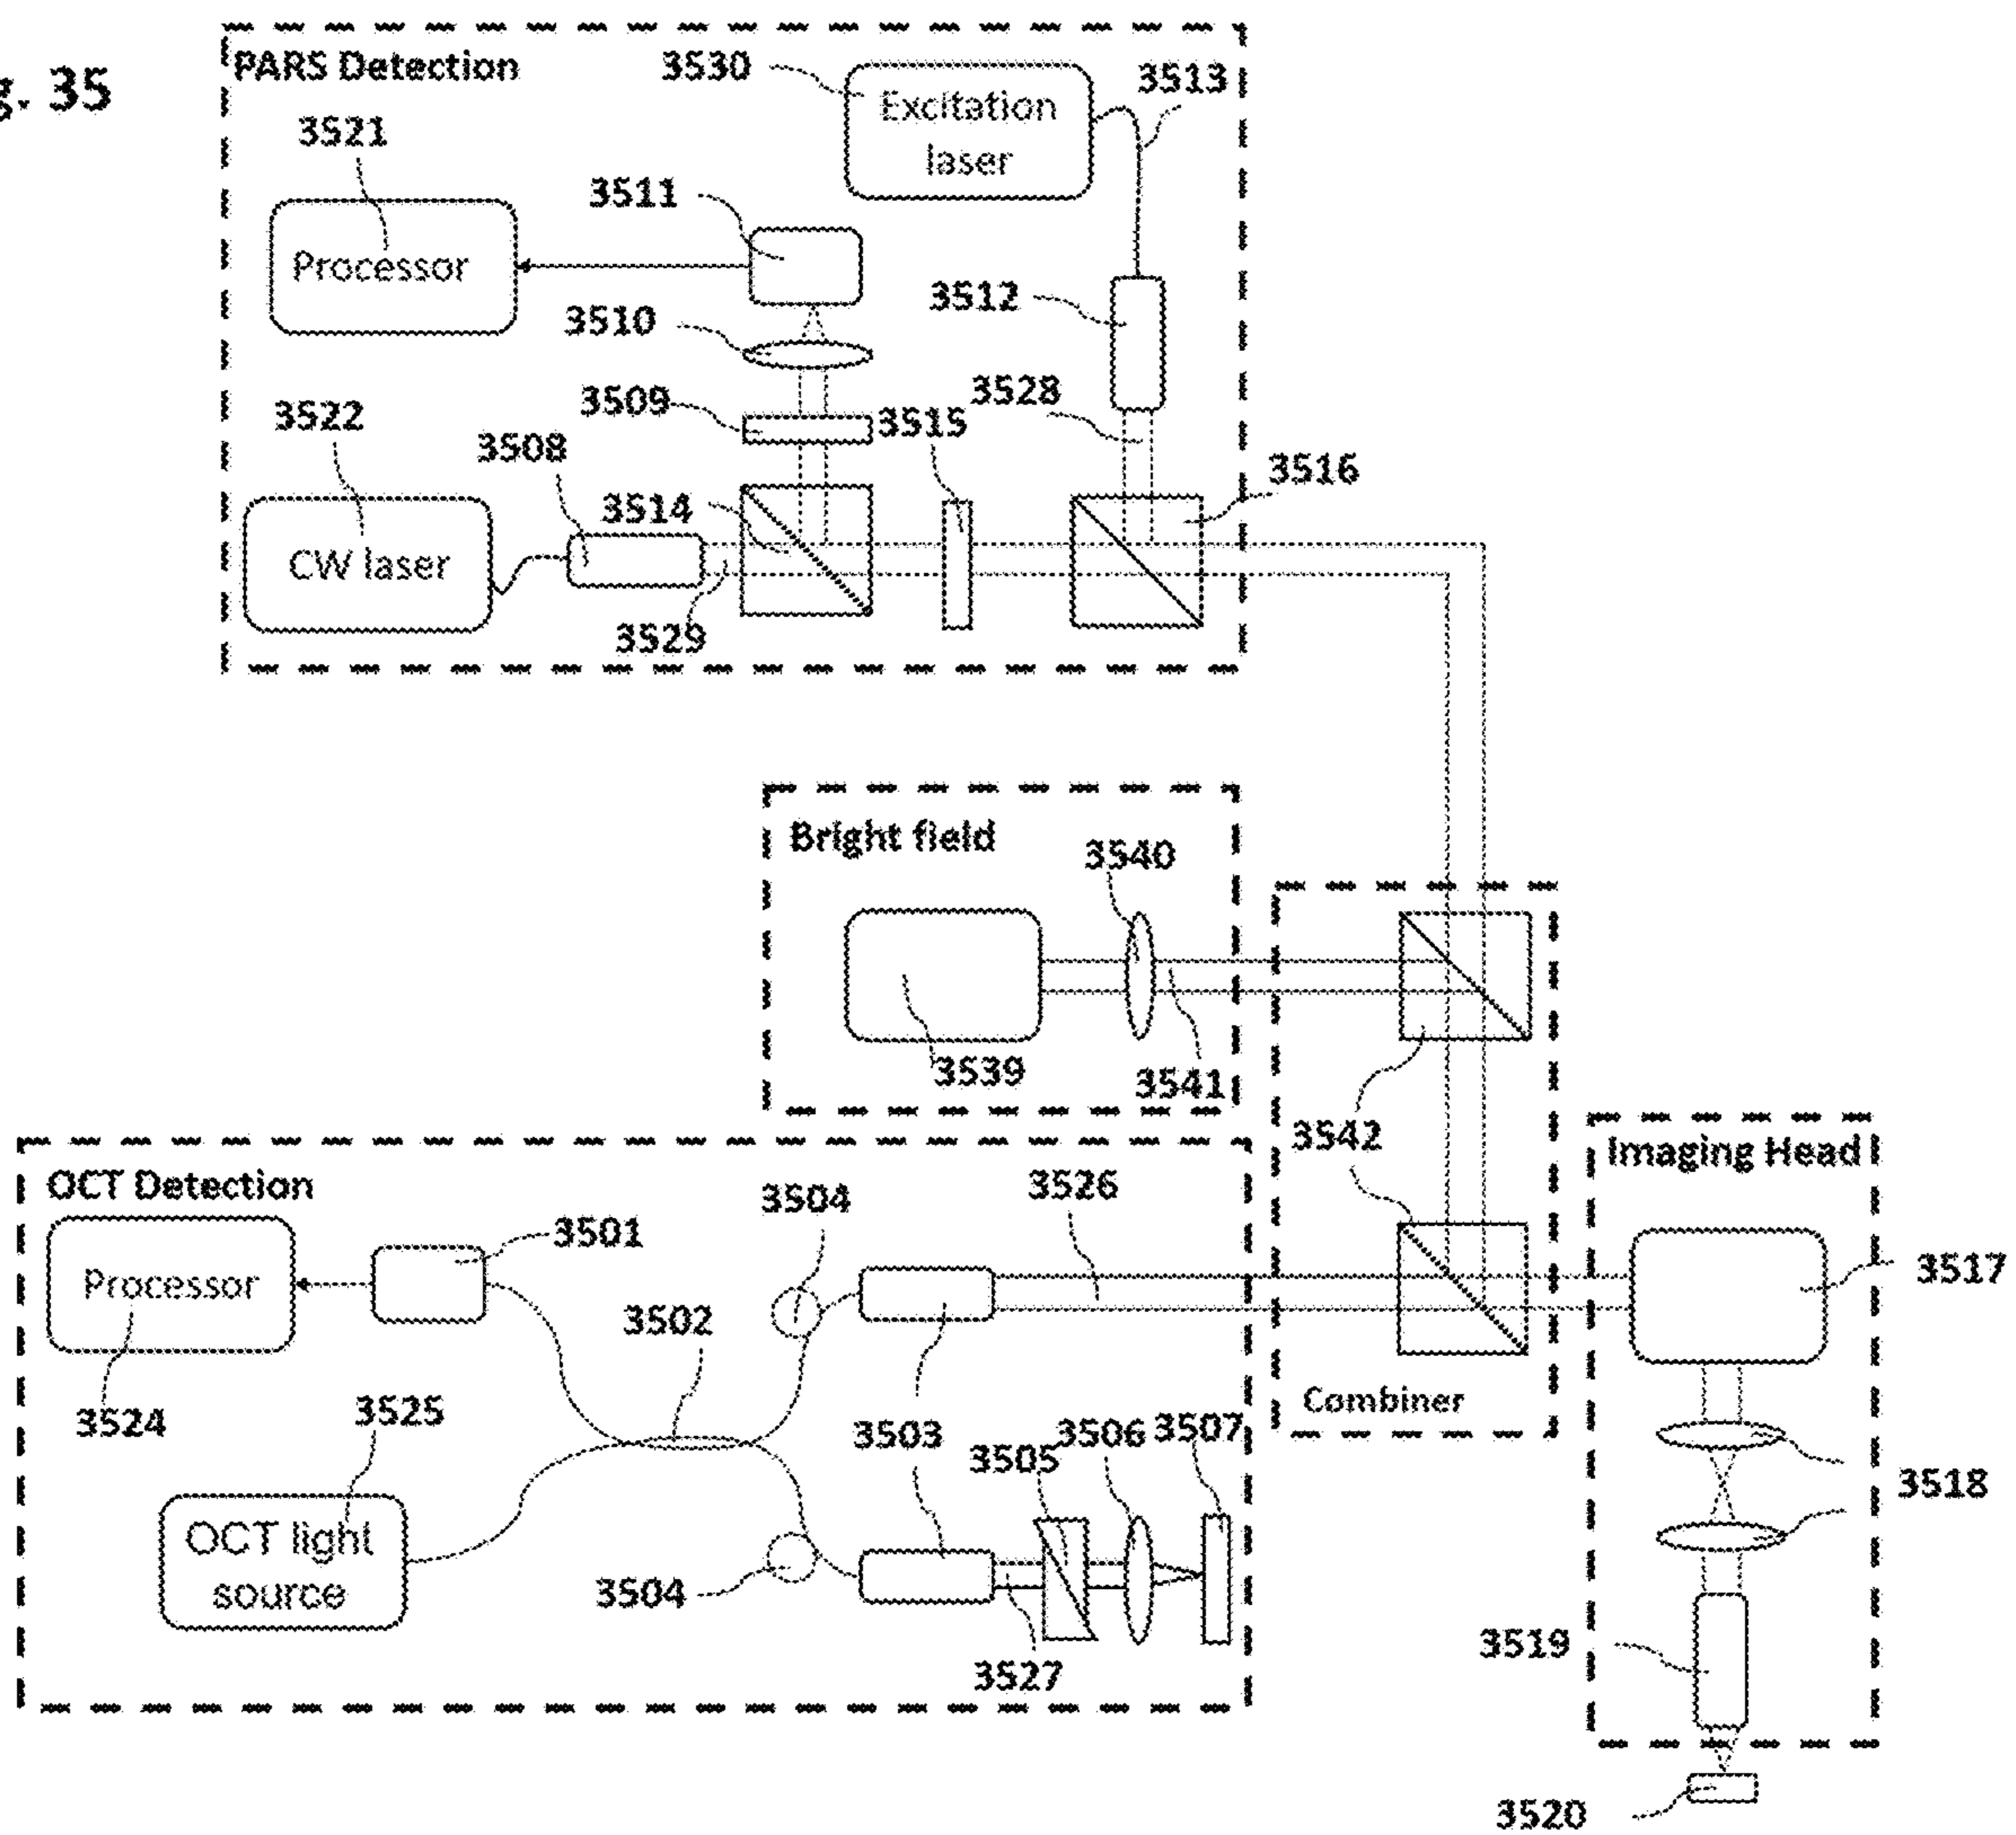 g. 35
PARS Detection
3530
Excitation
laser
3513
3521
3511
Processor
3512
3510
3528
3509
3515
3522
3508
3516
3514
CW laser
3529
Bright field
3540
3539
3541
3542
Imaging Head
OCT Detection
3504
3526
3501
Processor
3517
3502
Combiner
3524
3525
3503
3505
3506
3507
3518
OCT light
source
3504
3519
3527
3520